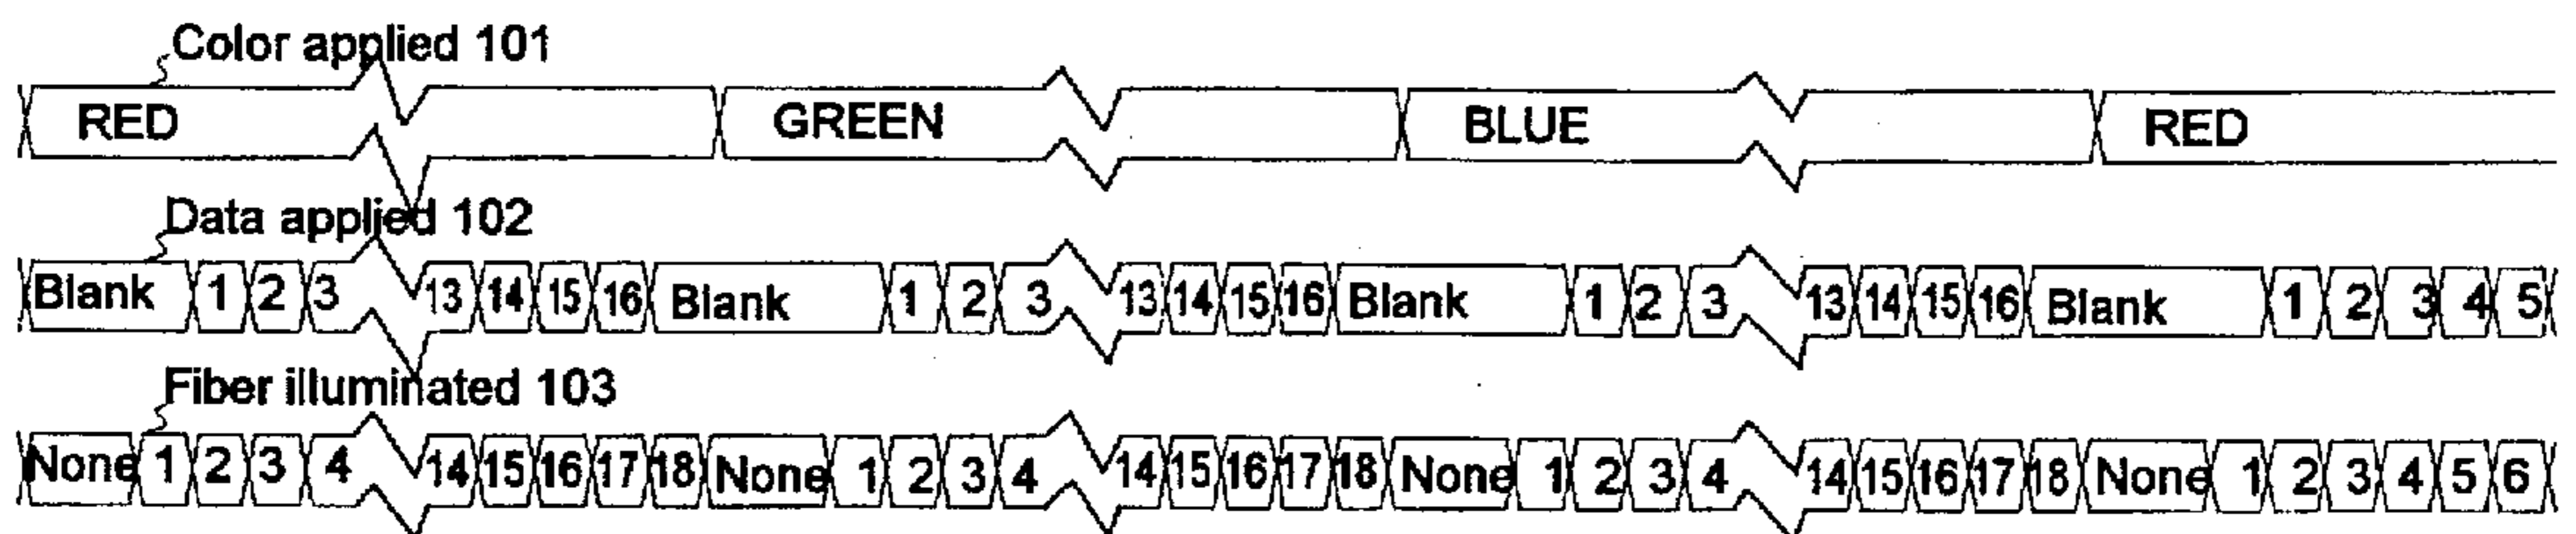 Color applied 101
RED GREEN BLUE RED
Data applied 102
Blank 1 2 3 13 14 15 16 Blank 1 2 3 13 14 15 16 Blank 1 2 3 13 14 15 16 Blank 1 2 3 4 5
Fiber illuminated 103
None 1 2 3 4 14 15 16 17 18 None 1 2 3 4 14 15 16 17 18 None 1 2 3 4 14 15 16 17 18 None 1 2 3 4 5 6